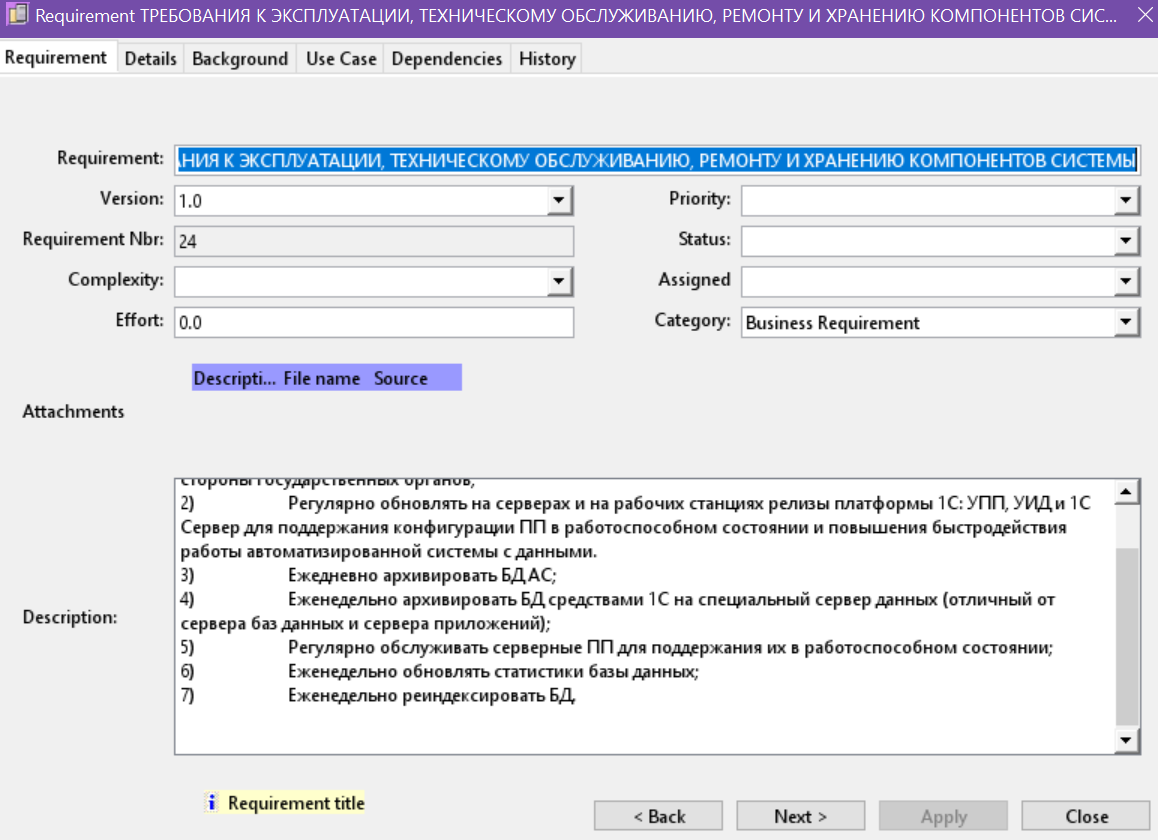 Requirement ТРЕБОВАНИЯ К ЭКСПЛУАТАЦИИ, ТЕХНИЧЕСКОМУ ОБСЛУЖИВАНИЮ, РЕМОНТУ И ХРАНЕНИЮ КОМПОНЕНТОВ СИС...
Requirement Details Background Use Case Dependencies History
Requirement: АНИЯ К ЭКСПЛУАТАЦИИ, ТЕХНИЧЕСКОМУ ОБСЛУЖИВАНИЮ, РЕМОНТУ И ХРАНЕНИЮ КОМПОНЕНТОВ СИСТЕМЫ
Version: 1.0 Priority:
Requirement Nbr: 24 Status:
Complexity: Assigned
Effort: 0.0 Category: Business Requirement
Descripti... File name Source
Attachments
стороны государственных органов;
2) Регулярно обновлять на серверах и на рабочих станциях релизы платформы 1С: УПП, УИД и 1С
Сервер для поддержания конфигурации ПП в работоспособном состоянии и повышения быстродействия
работы автоматизированной системы с данными.
3) Ежедневно архивировать БД АС;
4) Еженедельно архивировать БД средствами 1С на специальный сервер данных (отличный от
Description: сервера баз данных и сервера приложений);
5) Регулярно обслуживать серверные ПП для поддержания их в работоспособном состоянии;
6) Еженедельно обновлять статистики базы данных;
7) Еженедельно реиндексировать БД.
Requirement title
< Back Next > Apply Close